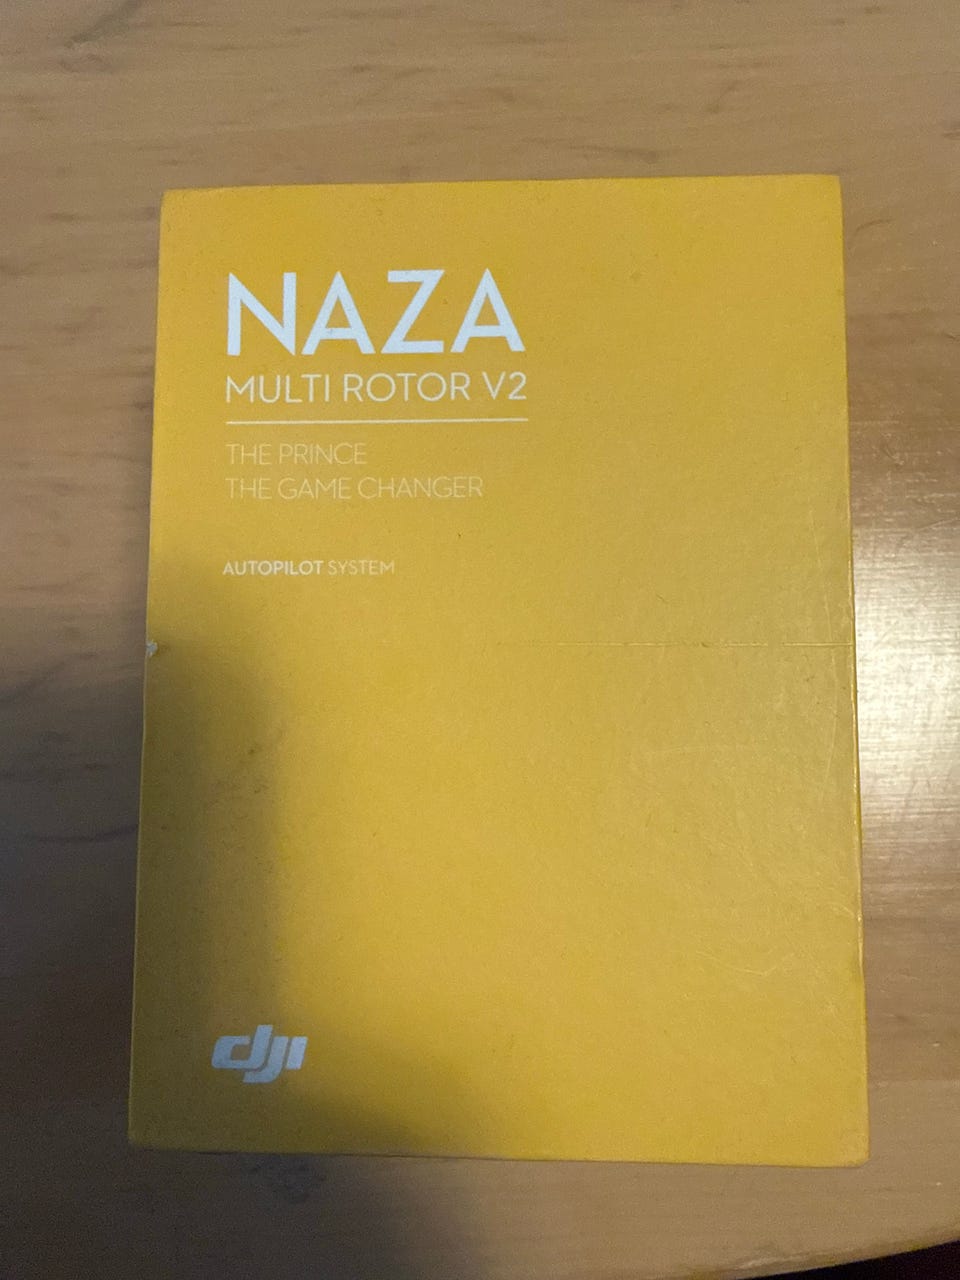 NAZA
MULTI ROTOR V2
THE PRINCE
THE GAME CHANGER
AUTOPILOT SYSTEM
dji